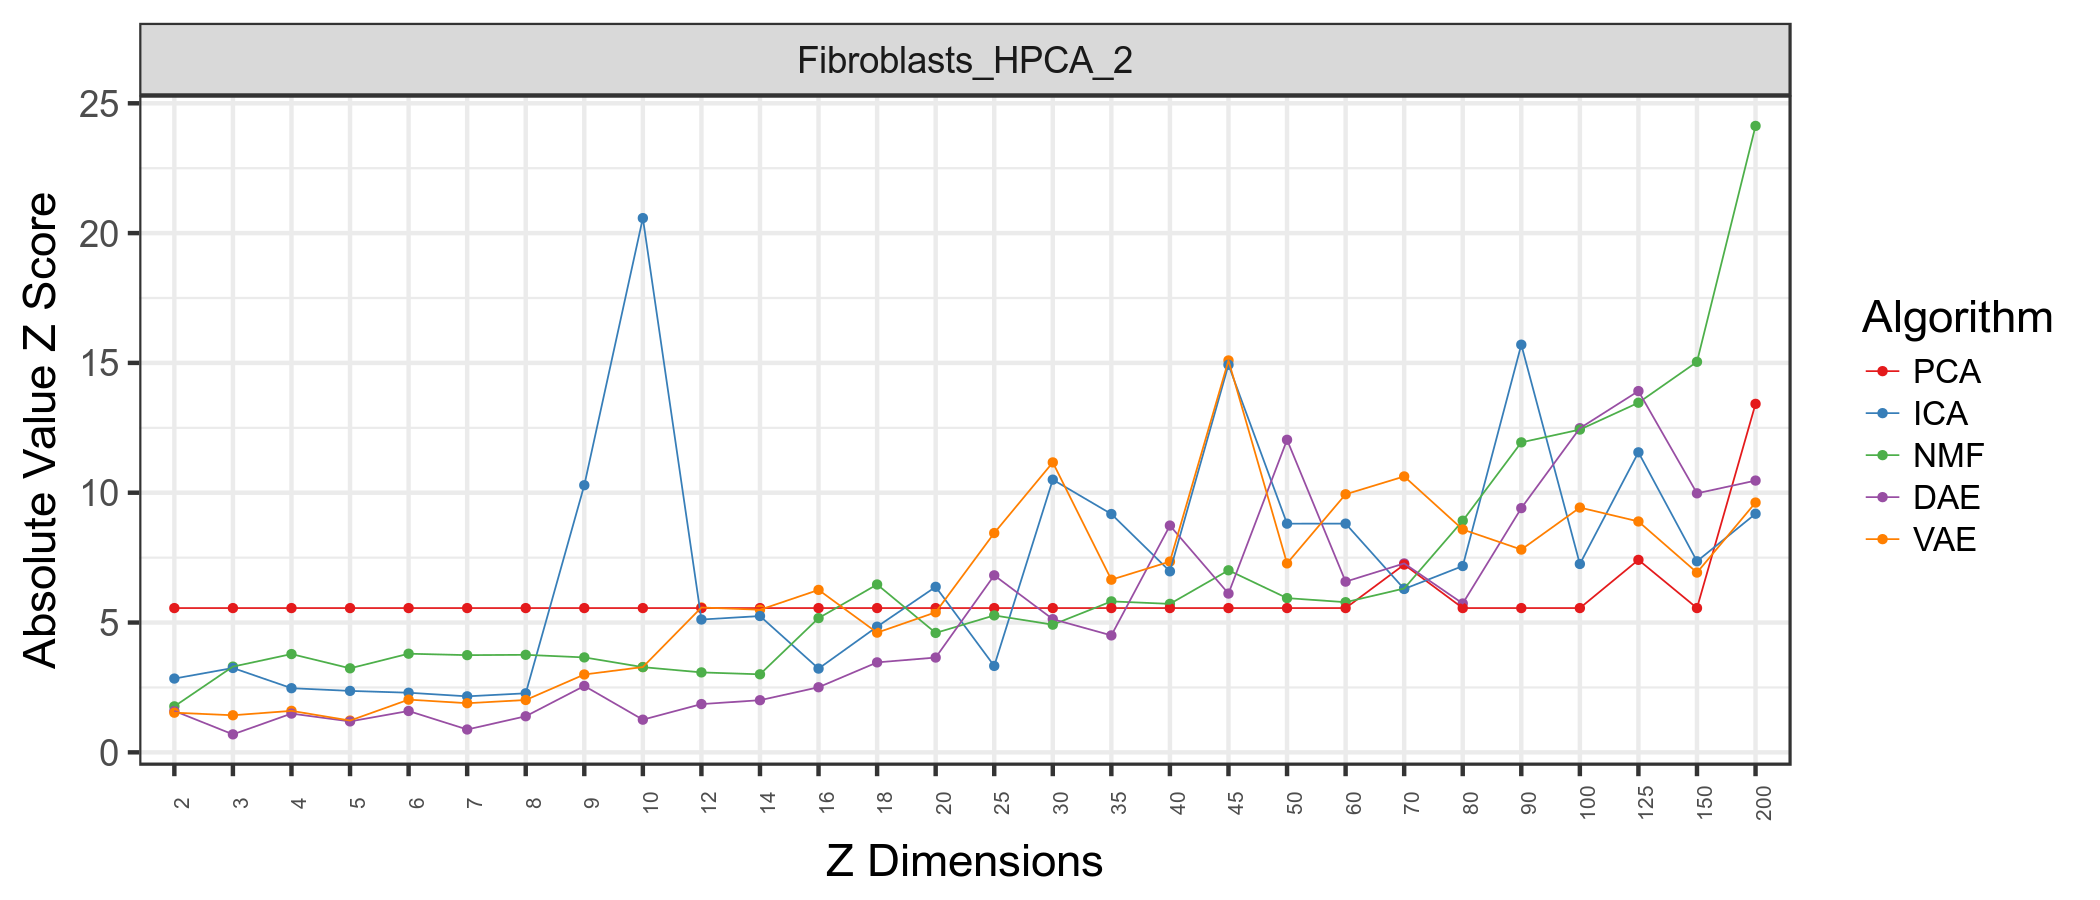 Fibroblasts_HPCA_2
25
20
15
10
5
0
Absolute Value Z Score
2 3 4 5 6 7 8 9 10 12 14 16 18 20 25 30 35 40 45 50 60 70 80 90 100 125 150 200
Z Dimensions
Algorithm
PCA
ICA
NMF
DAE
VAE